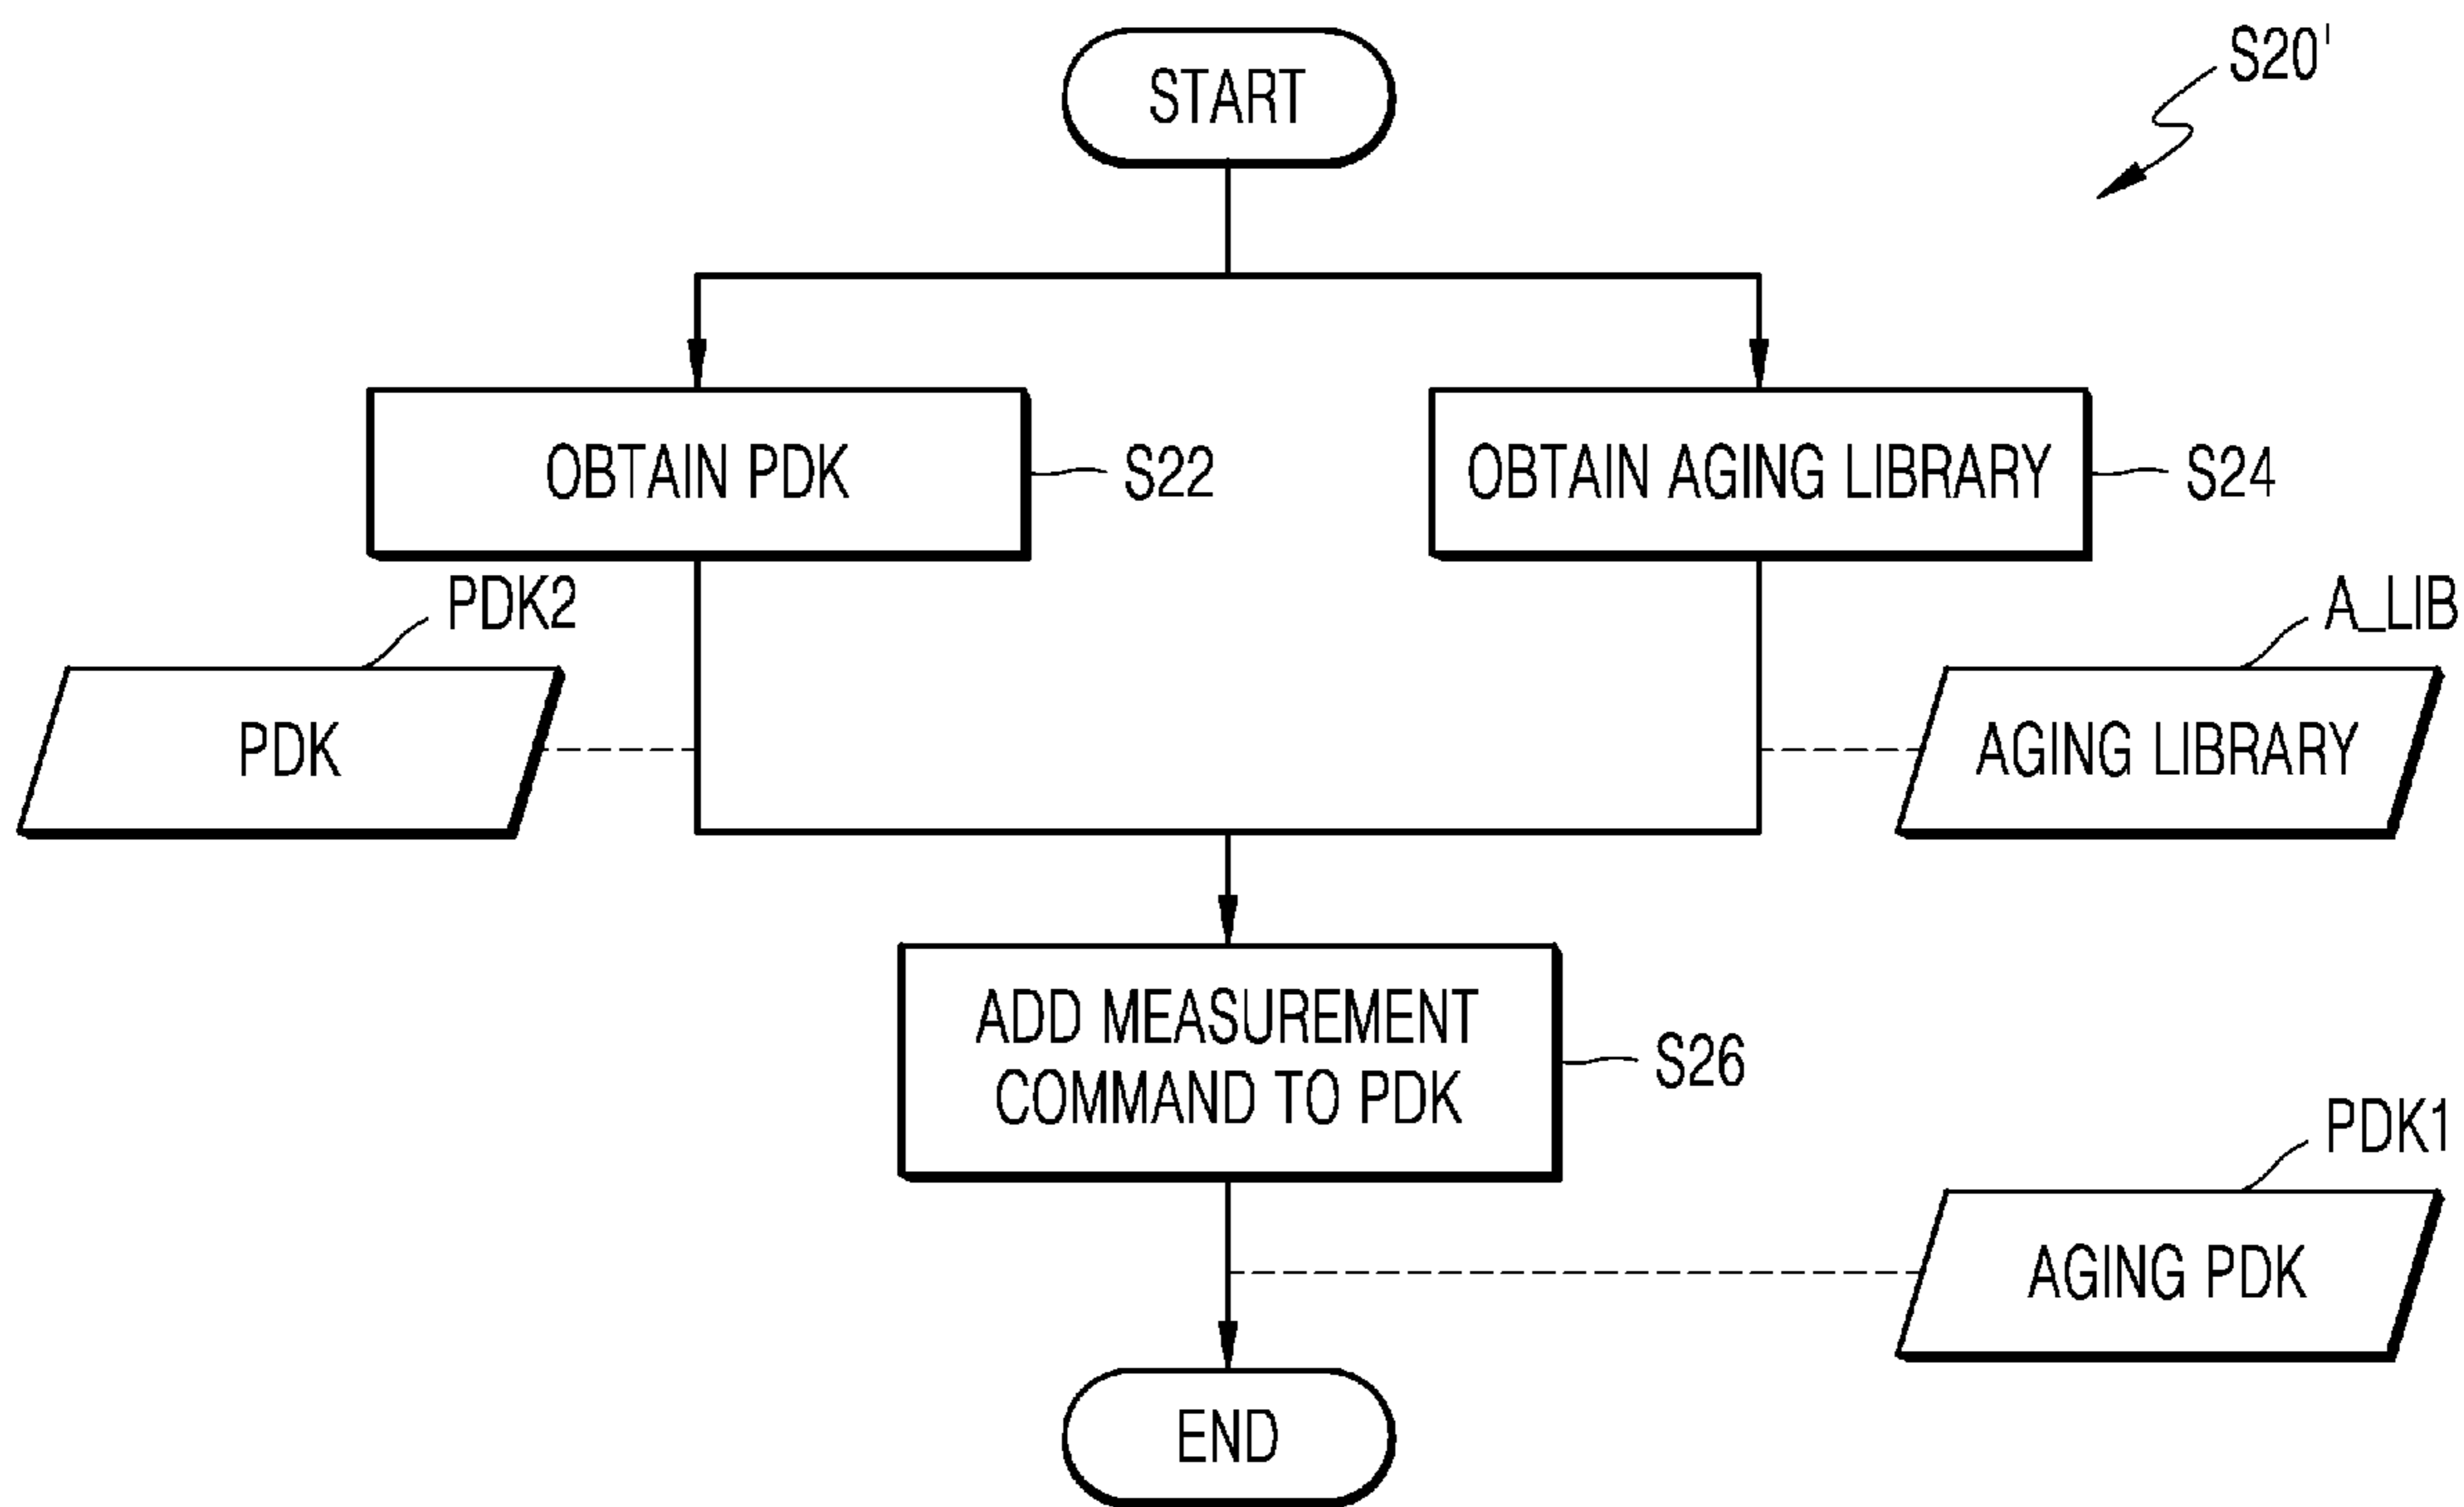 START
S20'
OBTAIN PDK
S22
OBTAIN AGING LIBRARY
S24
PDK2
A_LIB
PDK
AGING LIBRARY
ADD MEASUREMENT
COMMAND TO PDK
S26
PDK1
AGING PDK
END